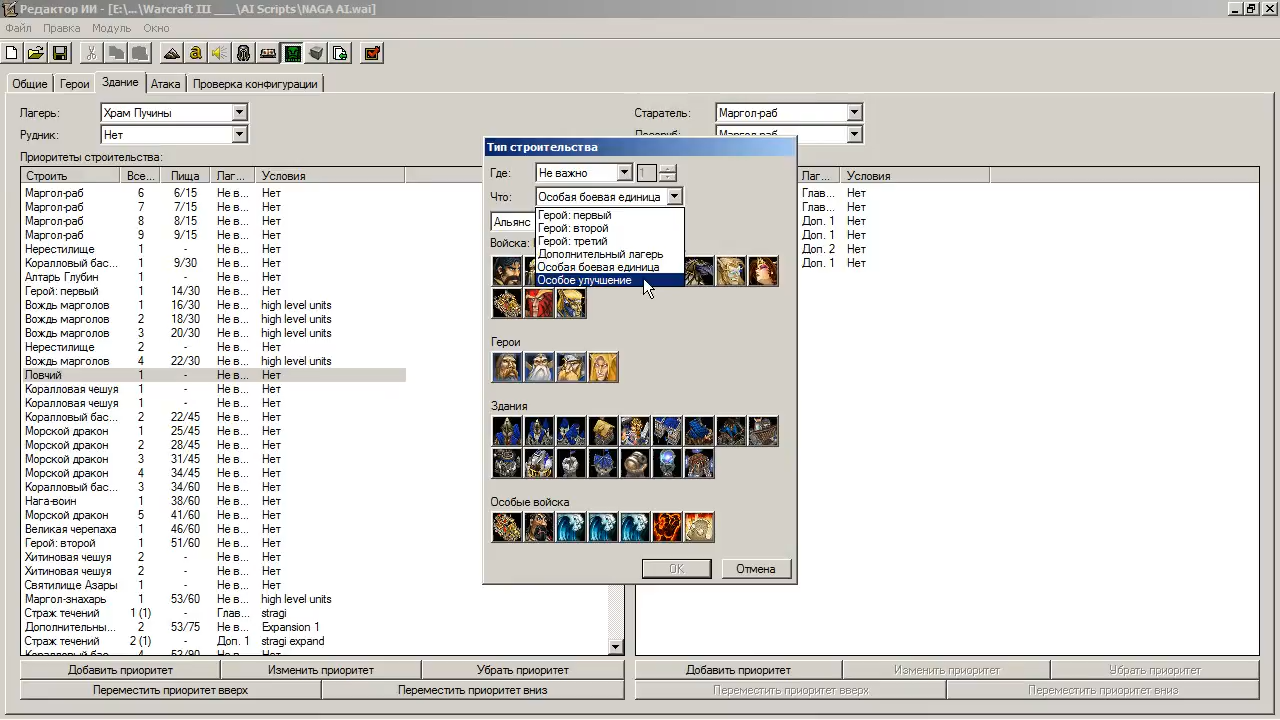 Редактор ИИ - [E:\...\Warcraft III ____\AI Scripts\NAGA AI.wai]
Файл Правка Модуль Окно
Общие Герои Здание Атака Проверка конфигурации
Лагерь: Храм Пучины
Рудник: Нет
Старатель: Маргол-раб
Приоритеты строительства:
Строить Все... Пища Лаг... Условия
Маргол-раб 6 6/15 Не в... Нет
Маргол-раб 7 7/15 Не в... Нет
Маргол-раб 8 8/15 Не в... Нет
Маргол-раб 9 9/15 Не в... Нет
Нерестилище 1 - Не в... Нет
Коралловый бас... 1 9/30 Не в... Нет
Алтарь Глубин 1 - Не в... Нет
Герой: первый 1 14/30 Не в... Нет
Вождь марголов 1 16/30 Не в... high level units
Вождь марголов 2 18/30 Не в... high level units
Вождь марголов 3 20/30 Не в... high level units
Нерестилище 2 - Не в... Нет
Вождь марголов 4 22/30 Не в... high level units
Ловчий 1 - Не в... Нет
Коралловая чешуя 1 - Не в... Нет
Коралловая чешуя 1 - Не в... Нет
Коралловый бас... 2 22/45 Не в... Нет
Морской дракон 1 25/45 Не в... Нет
Морской дракон 2 28/45 Не в... Нет
Морской дракон 3 31/45 Не в... Нет
Морской дракон 4 34/45 Не в... Нет
Коралловый бас... 3 34/60 Не в... Нет
Нага-воин 1 38/60 Не в... Нет
Морской дракон 5 41/60 Не в... Нет
Великая черепаха 1 46/60 Не в... Нет
Герой: второй 1 51/60 Не в... Нет
Хитиновая чешуя 2 - Не в... Нет
Хитиновая чешуя 2 - Не в... Нет
Святилище Азары 1 - Не в... Нет
Маргол-знахарь 1 53/60 Не в... high level units
Страж течений 1 (1) - Глав... stragi
Дополнительны... 2 53/75 Не в... Expansion 1
Страж течений 2 (1) - Доп. 1 stragi expand
Тип строительства
Где: Не важно 1
Что: Особая боевая единица
Альянс
Герой: первый
Герой: второй
Герой: третий
Дополнительный лагерь
Особая боевая единица
Особое улучшение
Войска:
Герои
Здания
Особые войска
OK Отмена
Лаг... Условия
Глав... Нет
Глав... Нет
Доп. 1 Нет
Доп. 1 Нет
Доп. 2 Нет
Доп. 1 Нет
Добавить приоритет Изменить приоритет Убрать приоритет
Переместить приоритет вверх Переместить приоритет вниз
Добавить приоритет Изменить приоритет Убрать приоритет
Переместить приоритет вверх Переместить приоритет вниз